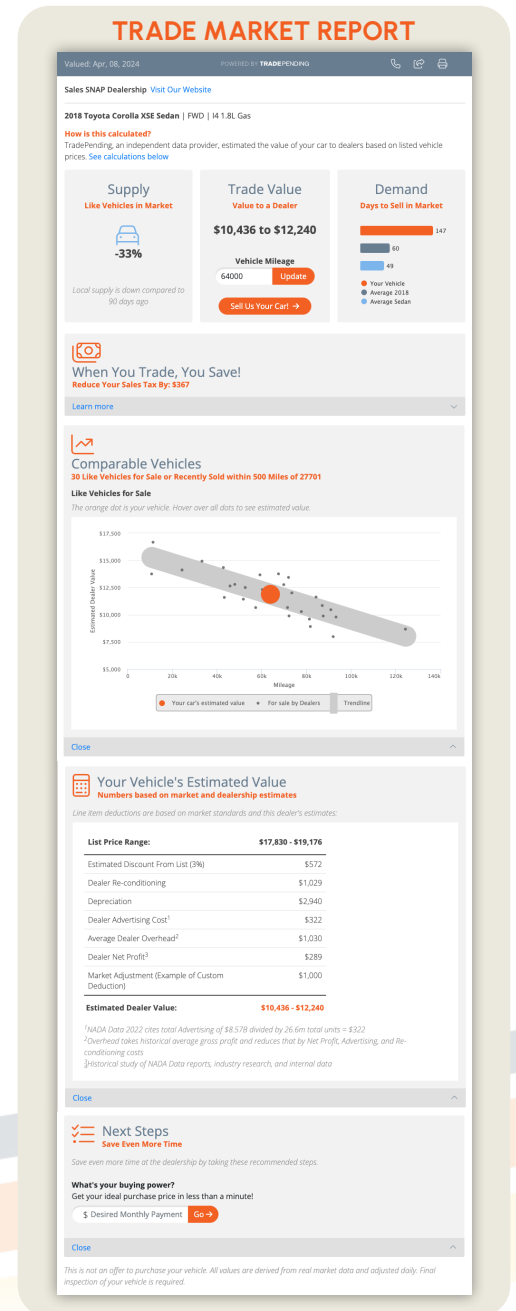 TRADE MARKET REPORT
Valued: Apr, 08, 2024
POWERED BY TRADEPENDING
Sales SNAP Dealership Visit Our Website
2018 Toyota Corolla XSE Sedan | FWD | I4 1.8L Gas
How is this calculated?
TradePending, an independent data provider, estimated the value of your car to dealers based on listed vehicle
prices. See calculations below
Supply
Like Vehicles in Market
-33%
Local supply is down compared to
90 days ago
Trade Value
Value to a Dealer
$10,436 to $12,240
Vehicle Mileage
64000 Update
Sell Us Your Car! →
Demand
Days to Sell in Market
147
60
49
Your Vehicle
Average 2018
Average Sedan
When You Trade, You Save!
Reduce Your Sales Tax By: $367
Learn more
Comparable Vehicles
30 Like Vehicles for Sale or Recently Sold within 500 Miles of 27701
Like Vehicles for Sale
The orange dot is your vehicle. Hover over all dots to see estimated value.
Estimated Dealer Value
$17,500
$15,000
$12,500
$10,000
$7,500
$5,000
0 20k 40k 60k 80k 100k 120k 140k
Mileage
Your car's estimated value For sale by Dealers Trendline
Close
Your Vehicle's Estimated Value
Numbers based on market and dealership estimates
Line item deductions are based on market standards and this dealer's estimates:
List Price Range: $17,830 - $19,176
Estimated Discount From List (3%) $572
Dealer Re-conditioning $1,029
Depreciation $2,940
Dealer Advertising Cost1 $322
Average Dealer Overhead2 $1,030
Dealer Net Profit3 $289
Market Adjustment (Example of Custom $1,000
Deduction)
Estimated Dealer Value: $10,436 - $12,240
1NADA Data 2022 cites total Advertising of $8.57B divided by 26.6m total units = $322
2Overhead takes historical average gross profit and reduces that by Net Profit, Advertising, and Re-
conditioning costs
3Historical study of NADA Data reports, industry research, and internal data
4
Close
Next Steps
Save Even More Time
Save even more time at the dealership by taking these recommended steps.
What's your buying power?
Get your ideal purchase price in less than a minute!
$ Desired Monthly Payment Go →
Close
This is not an offer to purchase your vehicle. All values are derived from real market data and adjusted daily. Final
inspection of your vehicle is required.